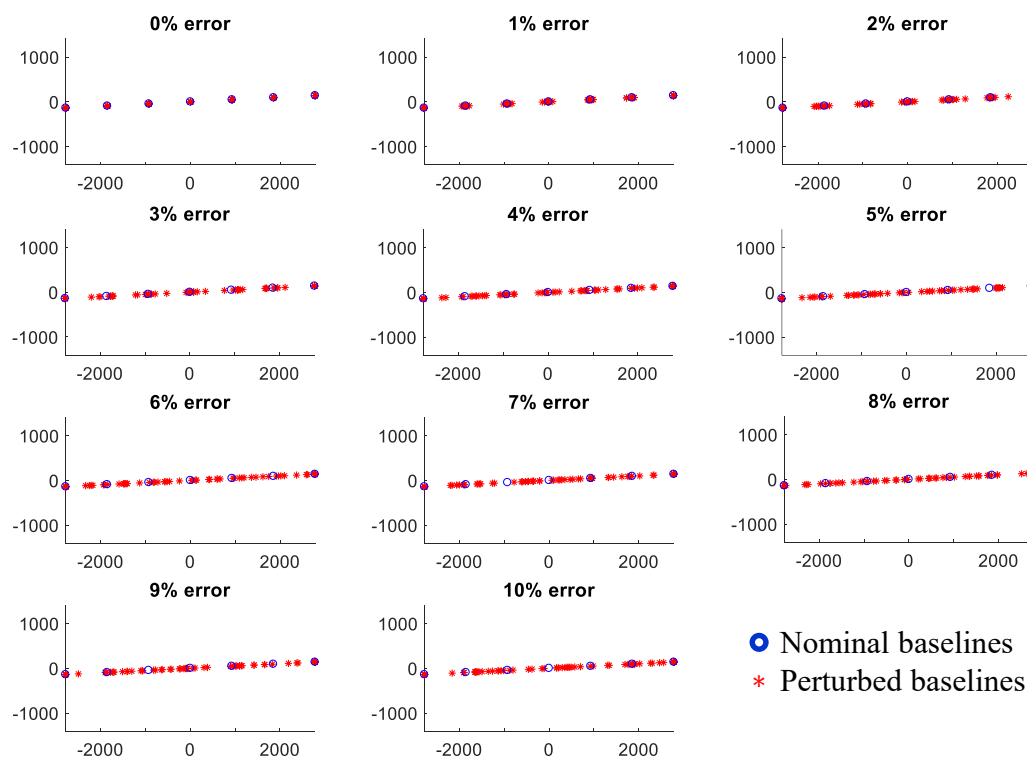 0% error 1% error 2% error
1000 1000 1000
0 0 0
-1000 -1000 -1000
-2000 0 2000 -2000 0 2000 -2000 0 2000
3% error 4% error 5% error
1000 1000 1000
0 0 0
-1000 -1000 -1000
-2000 0 2000 -2000 0 2000 -2000 0 2000
6% error 7% error 8% error
1000 1000 1000
0 0 0
-1000 -1000 -1000
-2000 0 2000 -2000 0 2000 -2000 0 2000
9% error 10% error
1000 1000
0 0
-1000 -1000
-2000 0 2000 -2000 0 2000
Nominal baselines
Perturbed baselines